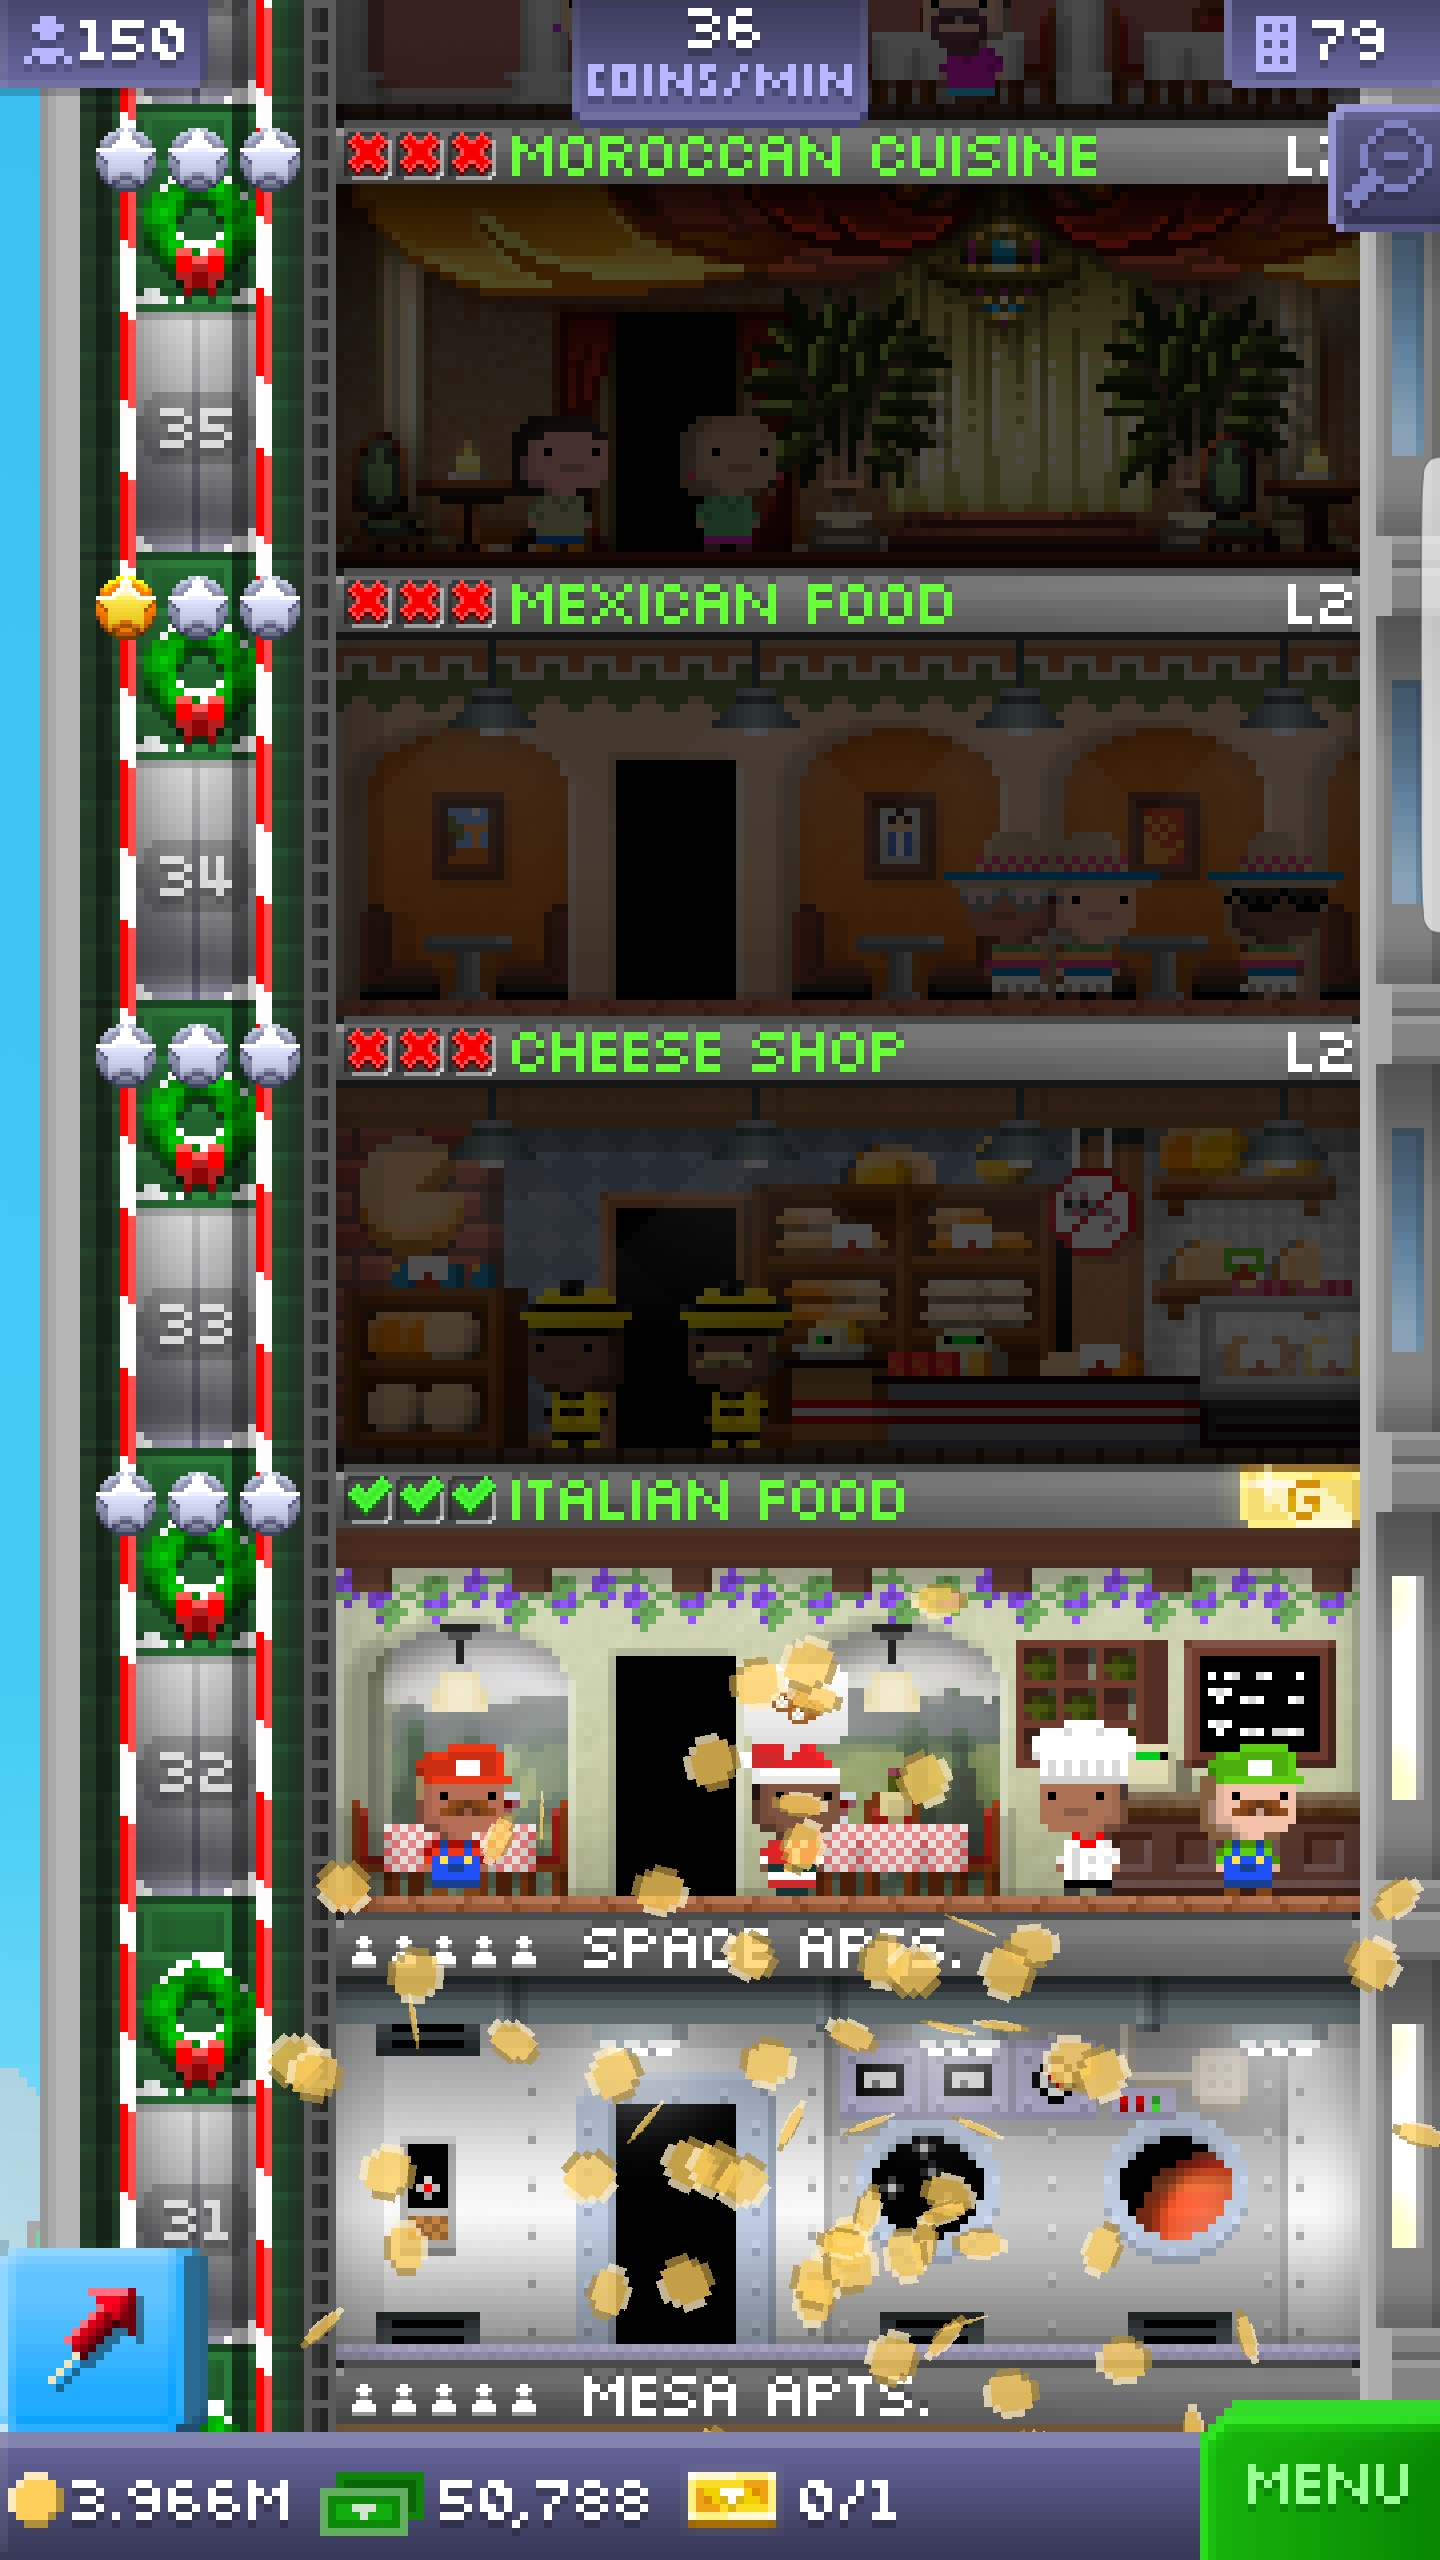 150
36
COINS/MIN
79
MOROCCAN CUISINE
35
MEXICAN FOOD L2
34
CHEESE SHOP L2
33
ITALIAN FOOD G
32
SPACE APTS.
31
MESA APTS.
3.966M 50,788 0/1
MENU